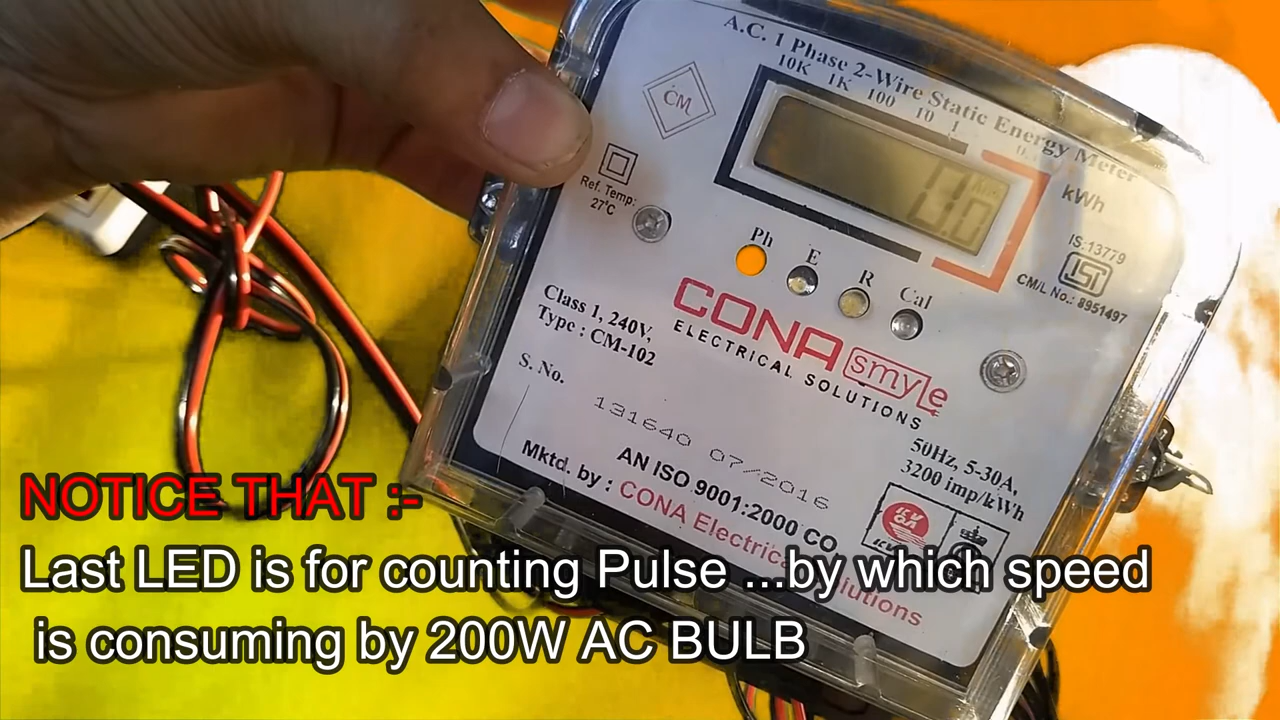 A.C. 1 Phase 2-Wire Static Energy Meter
10K 1K 100 10 1
CM
kWh
0.0
Ref. Temp:
27°C
IS:13779
ISI
CM/L No.: 8951497
Ph E R Cal
CONA smyle
ELECTRICAL SOLUTIONS
Class 1, 240V,
Type : CM-102
S. No.
131640 07/2016
50Hz, 5-30A,
3200 imp/kWh
AN ISO 9001:2000 CO.
Mktd. by : CONA Electrical Solutions
NOTICE THAT :-
Last LED is for counting Pulse ...by which speed
is consuming by 200W AC BULB